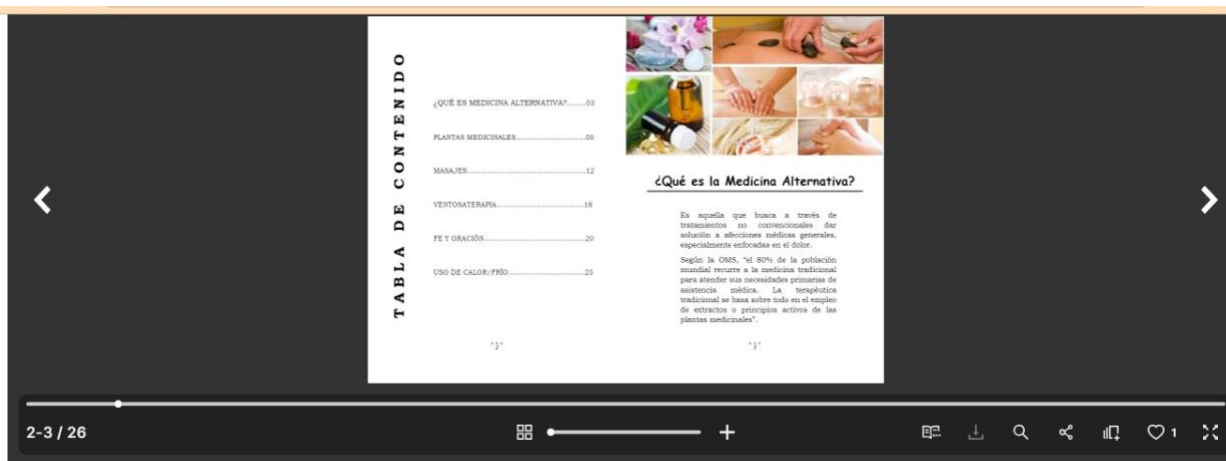 TABLA DE CONTENIDO
¿QUÉ ES MEDICINA ALTERNATIVA?.........03
PLANTAS MEDICINALES...............................05
MASAJES.....................................................12
VENTOSATERAPIA.......................................16
FE Y ORACIÓN.............................................20
USO DE CALOR/FRÍO...................................23
"2"
¿Qué es la Medicina Alternativa?
Es aquella que busca a través de
tratamientos no convencionales dar
solución a afecciones médicas generales,
especialmente enfocadas en el dolor.
Según la OMS, "el 80% de la población
mundial recurre a la medicina tradicional
para atender sus necesidades primarias de
asistencia médica. La terapéutica
tradicional se basa sobre todo en el empleo
de extractos o principios activos de las
plantas medicinales".
"3"
2-3 / 26
1